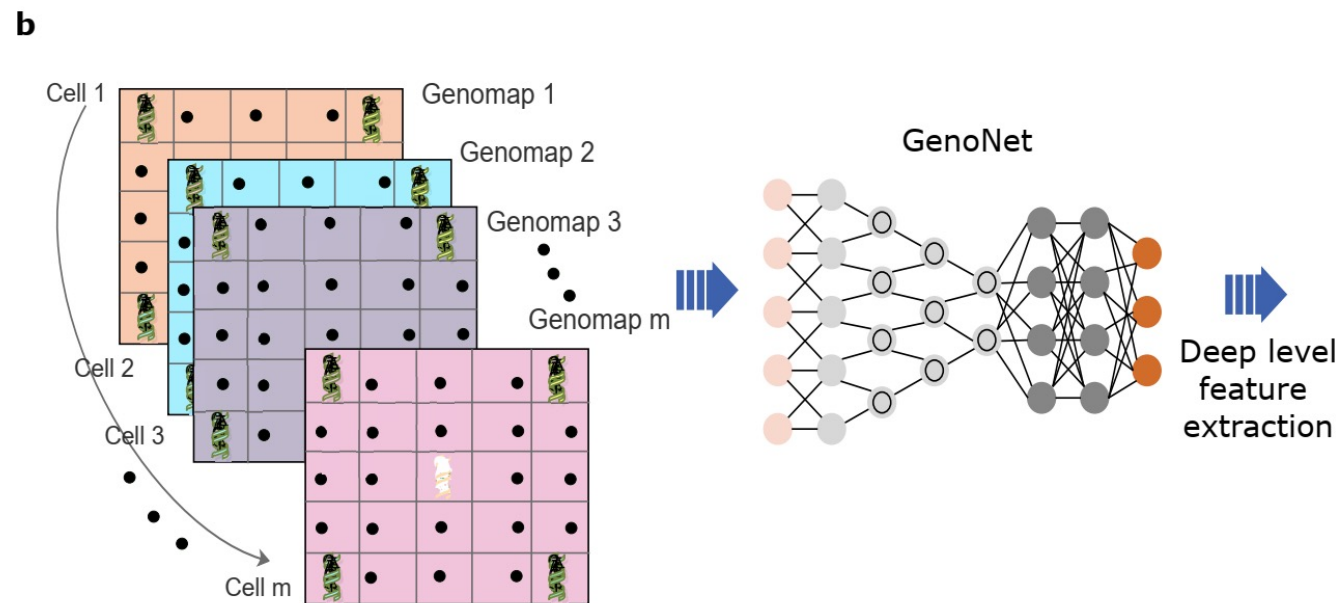 b
Cell 1
Genomap 1
Genomap 2
Genomap 3
Genomap m
Cell 2
Cell 3
Cell m
GenoNet
Deep level
feature
extraction